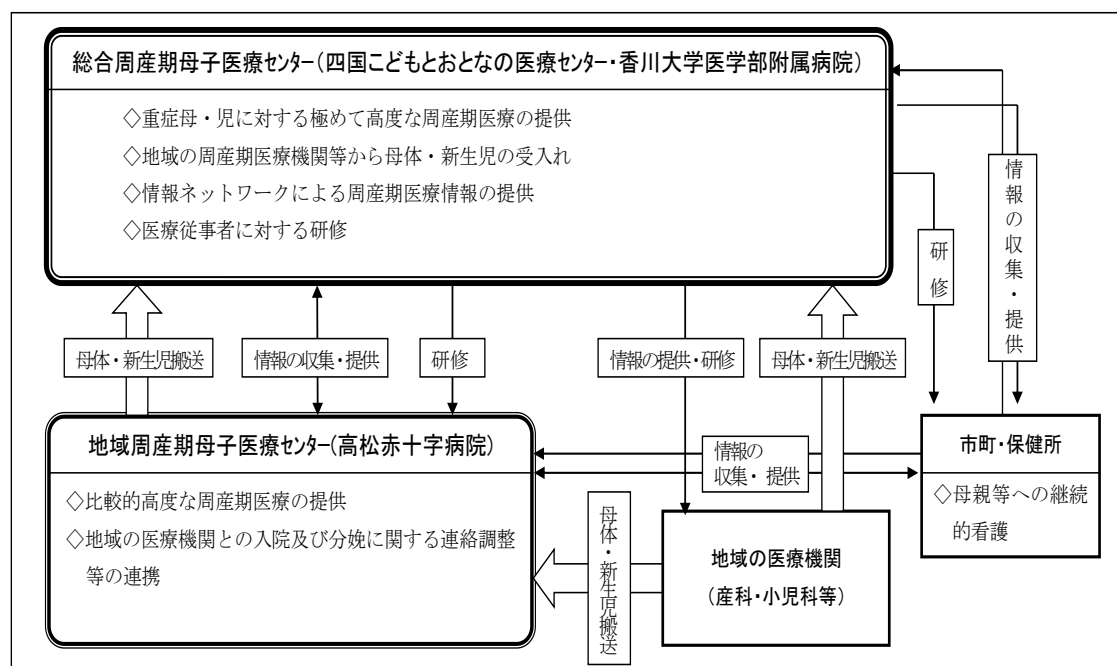 総合周産期母子医療センター(四国こどもとおとなの医療センター・香川大学医学部附属病院)
◇重症母・児に対する極めて高度な周産期医療の提供
◇地域の周産期医療機関等から母体・新生児の受入れ
◇情報ネットワークによる周産期医療情報の提供
◇医療従事者に対する研修
情報の収集・提供
研修
母体・新生児搬送
情報の収集・提供
研修
情報の提供・研修
母体・新生児搬送
地域周産期母子医療センター(高松赤十字病院)
◇比較的高度な周産期医療の提供
◇地域の医療機関との入院及び分娩に関する連絡調整
等の連携
情報の
収集・提供
市町・保健所
◇母親等への継続
的看護
母体・新生児搬送
地域の医療機関
(産科・小児科等)